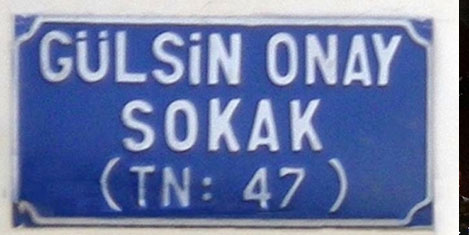 GÜLSİN ONAY
SOKAK
(TN: 47)